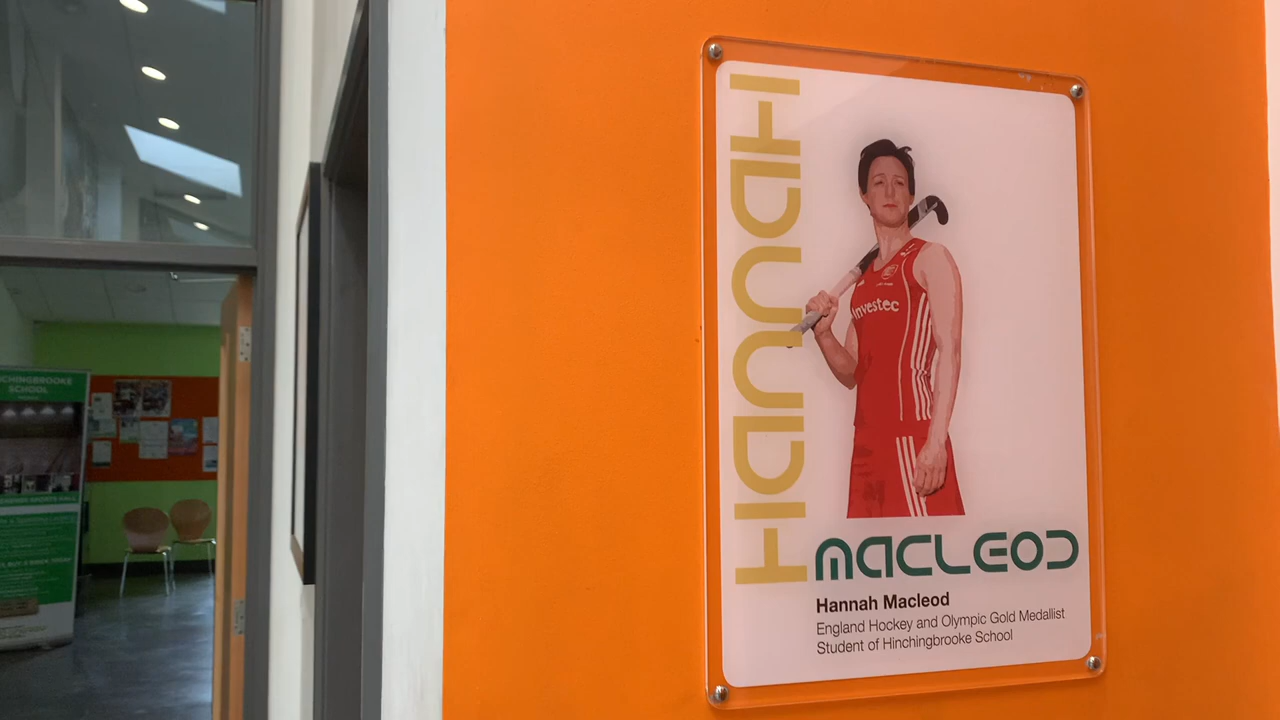 HINCHINGBROOKE
SCHOOL
HANNAH
MACLEOD
Investec
Hannah Macleod
England Hockey and Olympic Gold Medallist
Student of Hinchingbrooke School